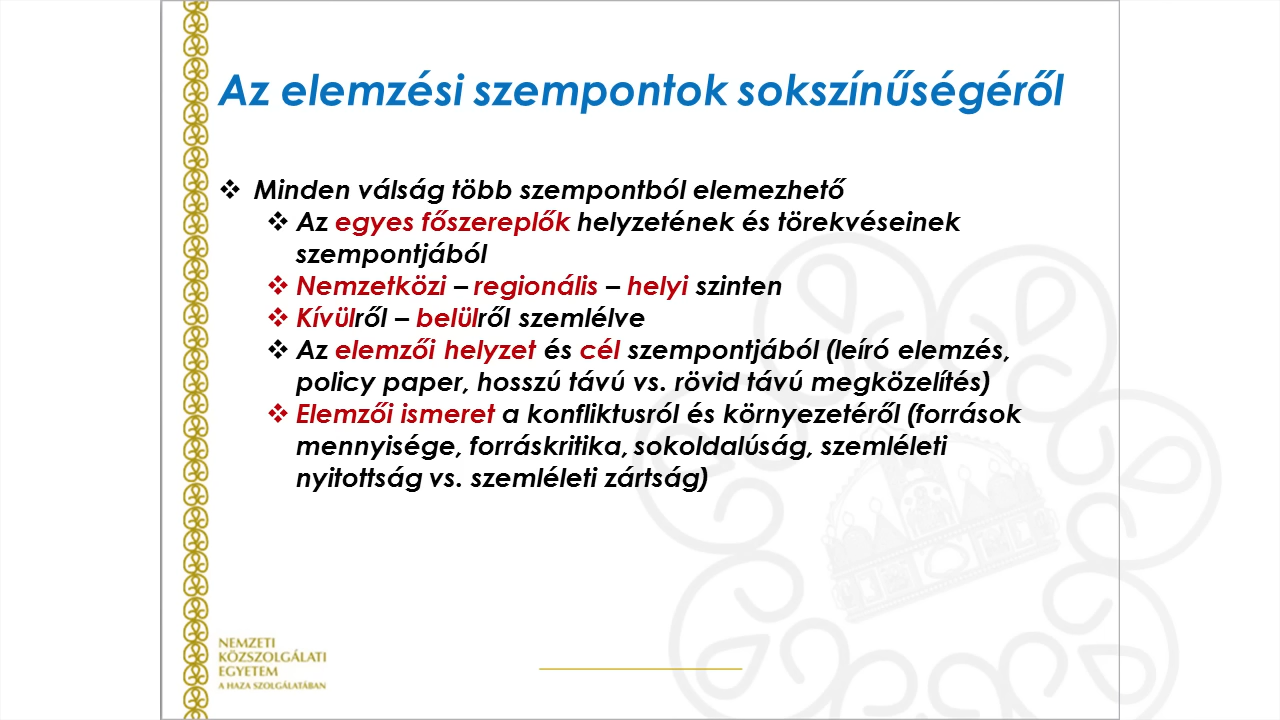 Az elemzési szempontok sokszínűségéről
❖ Minden válság több szempontból elemezhető
❖ Az egyes főszereplők helyzetének és törekvéseinek
szempontjából
❖ Nemzetközi – regionális – helyi szinten
❖ Kívülről – belülről szemlélve
❖ Az elemzői helyzet és cél szempontjából (leíró elemzés,
policy paper, hosszú távú vs. rövid távú megközelítés)
❖ Elemzői ismeret a konfliktusról és környezetéről (források
mennyisége, forráskritika, sokoldalúság, szemléleti
nyitottság vs. szemléleti zártság)
NEMZETI
KÖZSZOLGÁLATI
EGYETEM
A HAZA SZOLGÁLATÁBAN